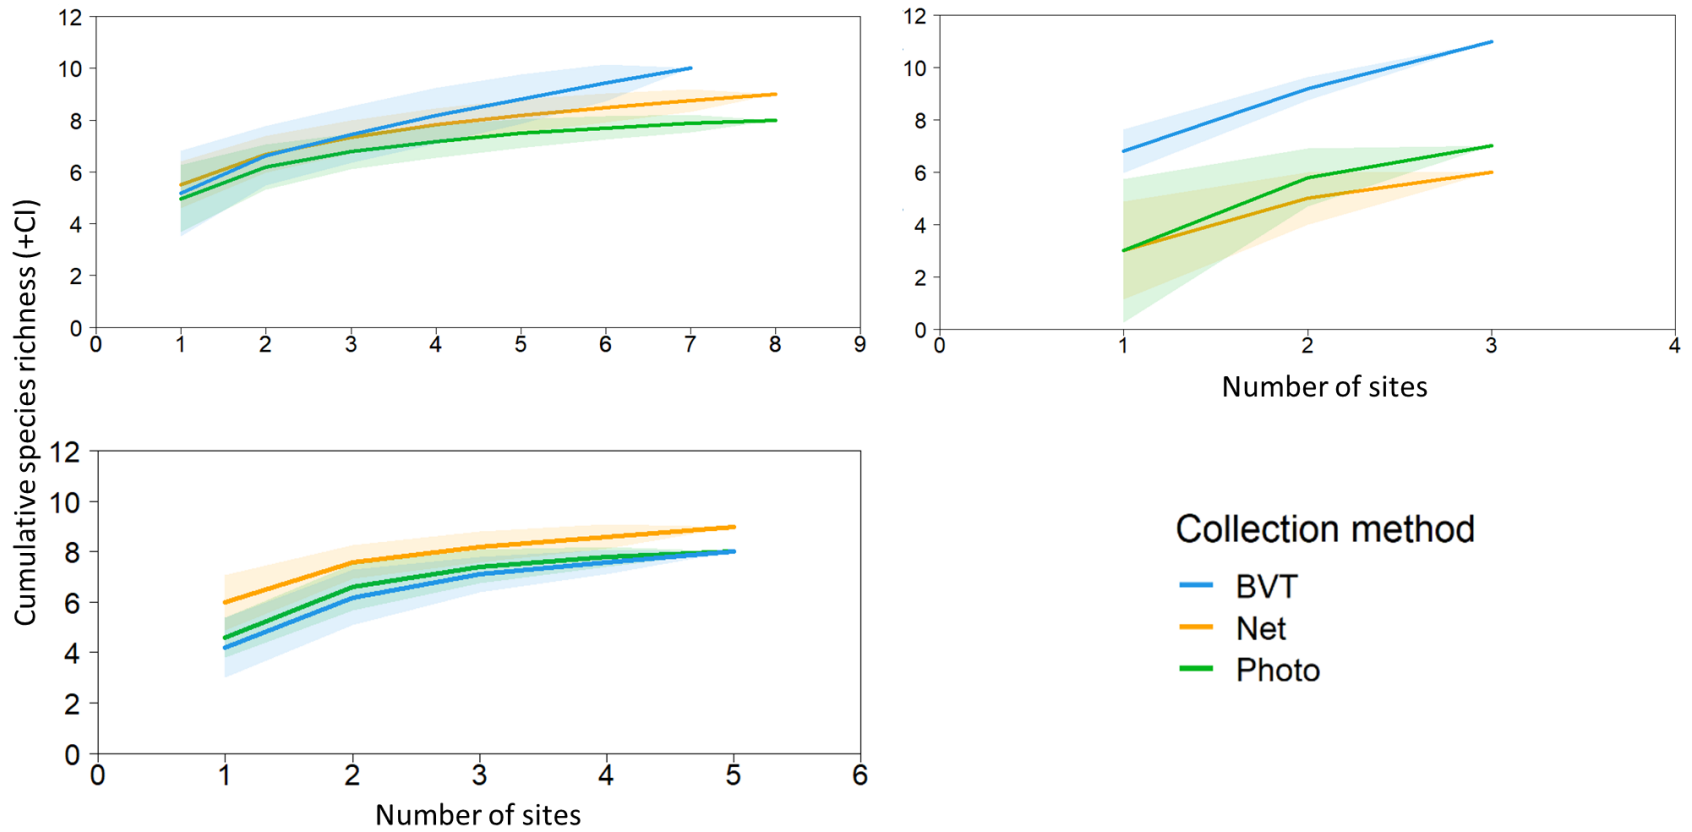 12
10
8
6
4
2
0
0 1 2 3 4 5 6 7 8 9
12
10
8
6
4
2
0
0 1 2 3 4
Number of sites
Cumulative species richness (+CI)
12
10
8
6
4
2
0
0 1 2 3 4 5 6
Number of sites
Collection method
BVT
Net
Photo